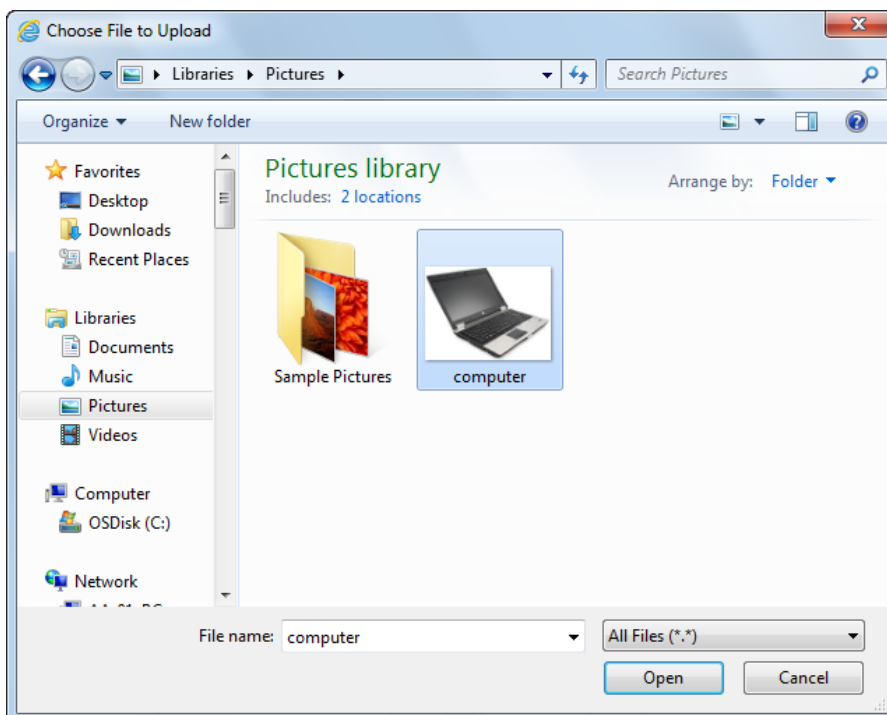 Choose File to Upload
Libraries Pictures
Search Pictures
Organize New folder
Favorites
Desktop
Downloads
Recent Places
Libraries
Documents
Music
Pictures
Videos
Computer
OSDisk (C:)
Network
Pictures library
Includes: 2 locations
Arrange by: Folder
Sample Pictures
computer
File name: computer
All Files (*.*)
Open Cancel